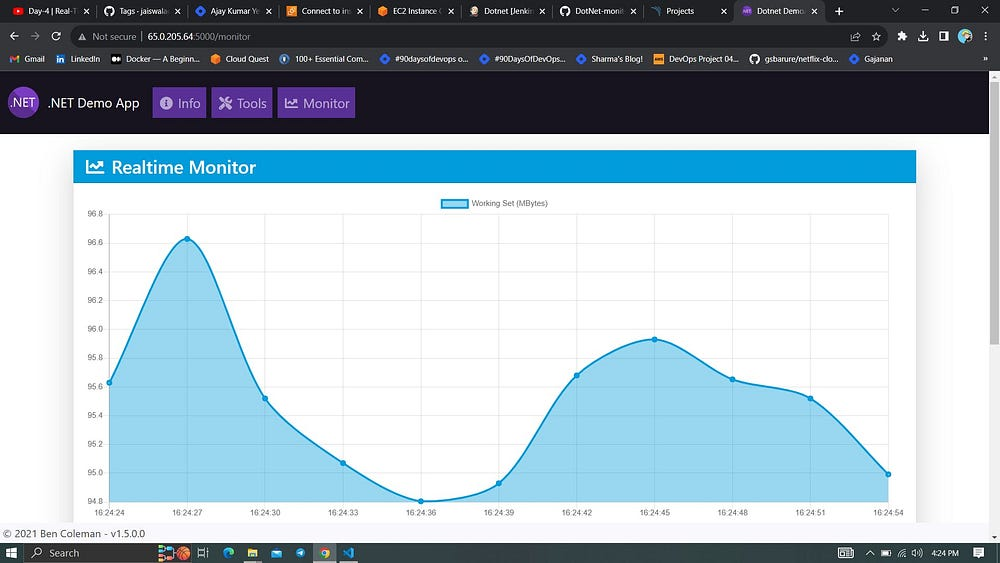 Day-4 | Real-T
Tags · jaiswala
Ajay Kumar Ye
Connect to ins
EC2 Instance C
Dotnet [Jenkin
DotNet-monit
Projects
Dotnet Demo
Not secure | 65.0.205.64:5000/monitor
Gmail
LinkedIn
Docker — A Beginn...
Cloud Quest
100+ Essential Com...
#90daysofdevops o...
#90DaysOfDevOps...
Sharma's Blog!
DevOps Project 04...
gsbarure/netflix-clo...
Gajanan
»
.NET .NET Demo App Info Tools Monitor
Realtime Monitor
Working Set (MBytes)
96.8
96.6
96.4
96.2
96.0
95.8
95.6
95.4
95.2
95.0
94.8
16:24:24 16:24:27 16:24:30 16:24:33 16:24:36 16:24:39 16:24:42 16:24:45 16:24:48 16:24:51 16:24:54
© 2021 Ben Coleman - v1.5.0.0
Search
4:24 PM